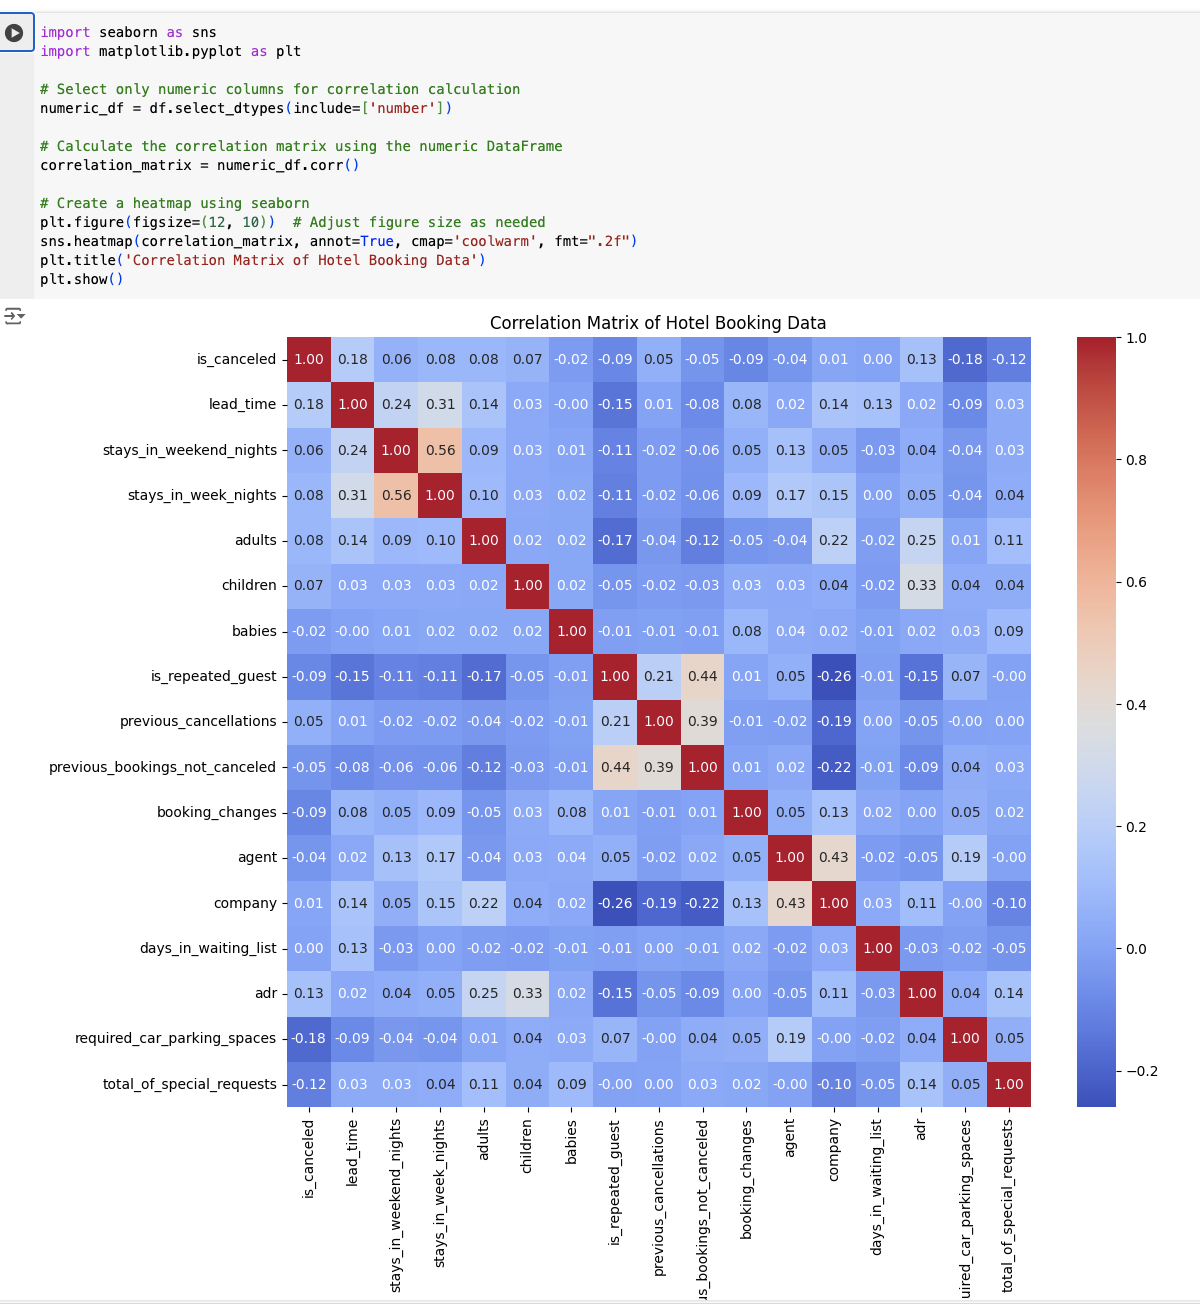 import seaborn as sns
import matplotlib.pyplot as plt
# Select only numeric columns for correlation calculation
numeric_df = df.select_dtypes(include=['number'])
# Calculate the correlation matrix using the numeric DataFrame
correlation_matrix = numeric_df.corr()
# Create a heatmap using seaborn
plt.figure(figsize=(12, 10))  # Adjust figure size as needed
sns.heatmap(correlation_matrix, annot=True, cmap='coolwarm', fmt=".2f")
plt.title('Correlation Matrix of Hotel Booking Data')
plt.show()
Correlation Matrix of Hotel Booking Data
is_canceled 1.00 0.18 0.06 0.08 0.08 0.07 -0.02 -0.09 0.05 -0.05 -0.09 -0.04 0.01 0.00 0.13 -0.18 -0.12
lead_time 0.18 1.00 0.24 0.31 0.14 0.03 -0.00 -0.15 0.01 -0.08 0.08 0.02 0.14 0.13 0.02 -0.09 0.03
stays_in_weekend_nights 0.06 0.24 1.00 0.56 0.09 0.03 0.01 -0.11 -0.02 -0.06 0.05 0.13 0.05 -0.03 0.04 -0.04 0.03
stays_in_week_nights 0.08 0.31 0.56 1.00 0.10 0.03 0.02 -0.11 -0.02 -0.06 0.09 0.17 0.15 0.00 0.05 -0.04 0.04
adults 0.08 0.14 0.09 0.10 1.00 0.02 0.02 -0.17 -0.04 -0.12 -0.05 -0.04 0.22 -0.02 0.25 0.01 0.11
children 0.07 0.03 0.03 0.03 0.02 1.00 0.02 -0.05 -0.02 -0.03 0.03 0.03 0.04 -0.02 0.33 0.04 0.04
babies -0.02 -0.00 0.01 0.02 0.02 0.02 1.00 -0.01 -0.01 -0.01 0.08 0.04 0.02 -0.01 0.02 0.03 0.09
is_repeated_guest -0.09 -0.15 -0.11 -0.11 -0.17 -0.05 -0.01 1.00 0.21 0.44 0.01 0.05 -0.26 -0.01 -0.15 0.07 -0.00
previous_cancellations 0.05 0.01 -0.02 -0.02 -0.04 -0.02 -0.01 0.21 1.00 0.39 -0.01 -0.02 -0.19 0.00 -0.05 -0.00 0.00
previous_bookings_not_canceled -0.05 -0.08 -0.06 -0.06 -0.12 -0.03 -0.01 0.44 0.39 1.00 0.01 0.02 -0.22 -0.01 -0.09 0.04 0.03
booking_changes -0.09 0.08 0.05 0.09 -0.05 0.03 0.08 0.01 -0.01 0.01 1.00 0.05 0.13 0.02 0.00 0.05 0.02
agent -0.04 0.02 0.13 0.17 -0.04 0.03 0.04 0.05 -0.02 0.02 0.05 1.00 0.43 -0.02 -0.05 0.19 -0.00
company 0.01 0.14 0.05 0.15 0.22 0.04 0.02 -0.26 -0.19 -0.22 0.13 0.43 1.00 0.03 0.11 -0.00 -0.10
days_in_waiting_list 0.00 0.13 -0.03 0.00 -0.02 -0.02 -0.01 -0.01 0.00 -0.01 0.02 -0.02 0.03 1.00 -0.03 -0.02 -0.05
adr 0.13 0.02 0.04 0.05 0.25 0.33 0.02 -0.15 -0.05 -0.09 0.00 -0.05 0.11 -0.03 1.00 0.04 0.14
required_car_parking_spaces -0.18 -0.09 -0.04 -0.04 0.01 0.04 0.03 0.07 -0.00 0.04 0.05 0.19 -0.00 -0.02 0.04 1.00 0.05
total_of_special_requests -0.12 0.03 0.03 0.04 0.11 0.04 0.09 -0.00 0.00 0.03 0.02 -0.00 -0.10 -0.05 0.14 0.05 1.00
is_canceled
lead_time
stays_in_weekend_nights
stays_in_week_nights
adults
children
babies
is_repeated_guest
previous_cancellations
us_bookings_not_canceled
booking_changes
agent
company
days_in_waiting_list
adr
uired_car_parking_spaces
total_of_special_requests
1.0
0.8
0.6
0.4
0.2
0.0
−0.2